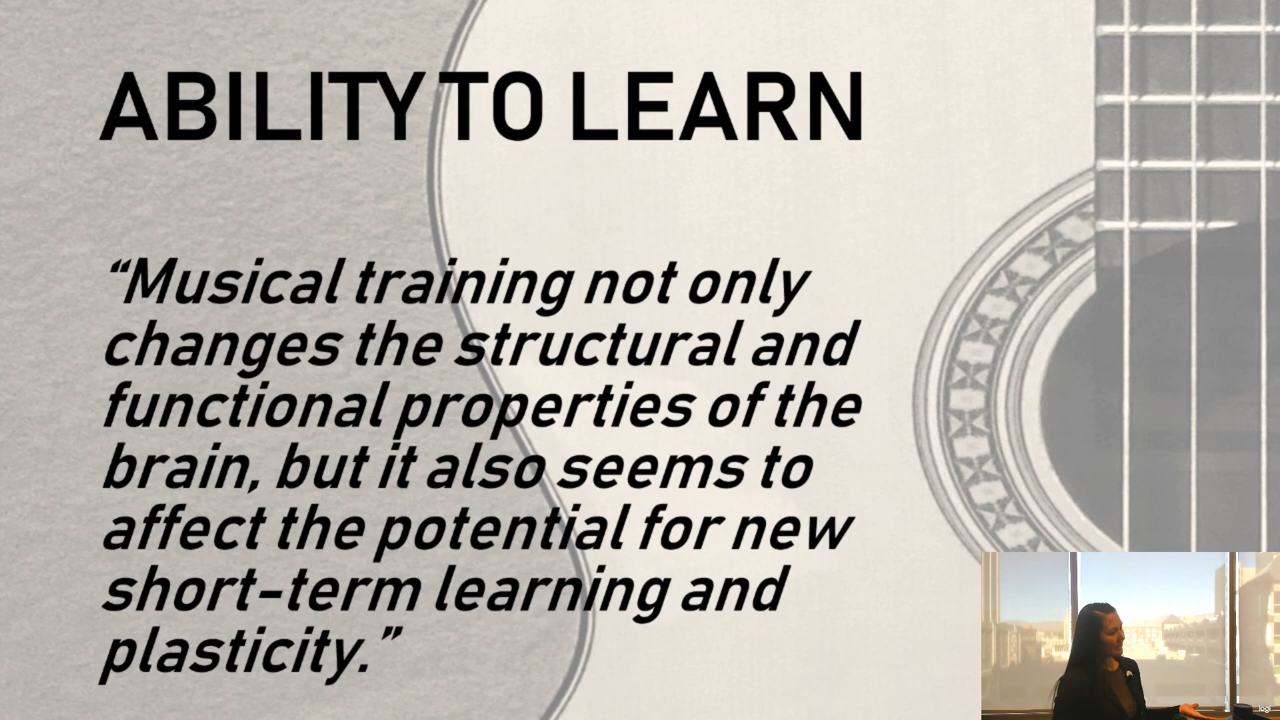 ABILITY TO LEARN
“Musical training not only
changes the structural and
functional properties of the
brain, but it also seems to
affect the potential for new
short-term learning and
plasticity.”
logi